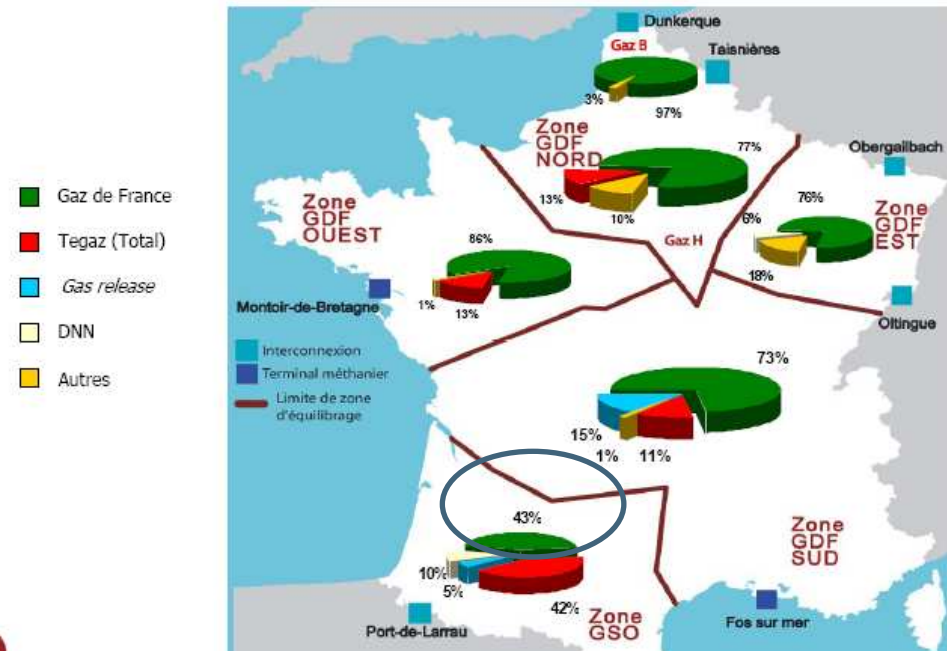 Gaz de France
Tegaz (Total)
Gas release
DNN
Autres
Dunkerque
Gaz B
Taisnières
3%
97%
Zone
GDF
NORD
77%
13%
10%
Obergailbach
76%
6%
18%
Zone
GDF
EST
Gaz H
Zone
GDF
OUEST
86%
1%
13%
Montoir-de-Bretagne
Oltingue
Interconnexion
Terminal méthanier
Limite de zone
d'équilibrage
73%
15%
1%
11%
43%
10%
5%
42%
Zone
GDF
SUD
Zone
GSO
Port-de-Larrau
Fos sur mer